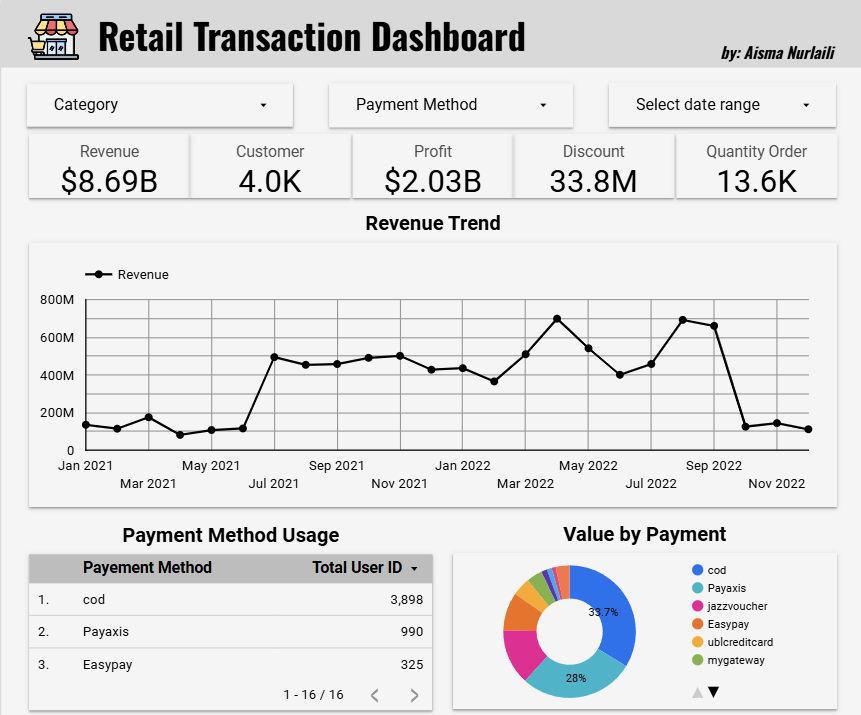 Retail Transaction Dashboard
by: Aisma Nurlaili
Category
Payment Method
Select date range
Revenue
$8.69B
Customer
4.0K
Profit
$2.03B
Discount
33.8M
Quantity Order
13.6K
Revenue Trend
Revenue
800M
600M
400M
200M
0
Jan 2021
Mar 2021
May 2021
Jul 2021
Sep 2021
Nov 2021
Jan 2022
Mar 2022
May 2022
Jul 2022
Sep 2022
Nov 2022
Payment Method Usage
Payement Method Total User ID
1. cod 3,898
2. Payaxis 990
3. Easypay 325
1 - 16 / 16
Value by Payment
33.7%
28%
cod
Payaxis
jazzvoucher
Easypay
ublcreditcard
mygateway